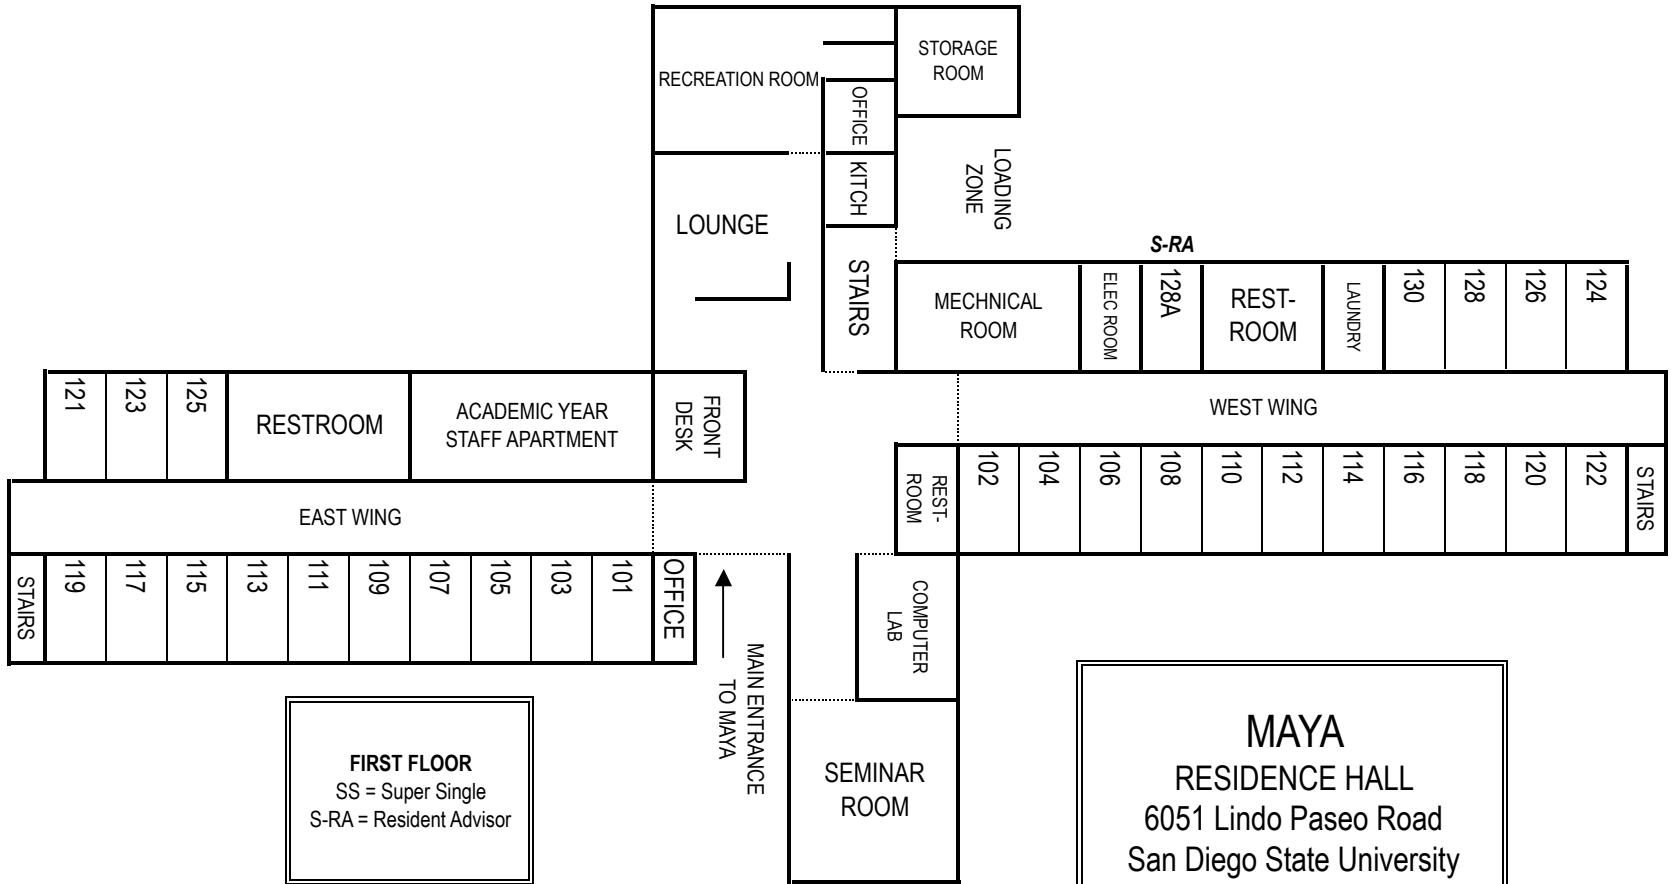 RECREATION ROOM
STORAGE
ROOM
OFFICE
KITCH
LOADING
ZONE
LOUNGE
STAIRS
S-RA
MECHNICAL
ROOM
ELEC ROOM
128A
REST-
ROOM
LAUNDRY
130
128
126
124
121
123
125
RESTROOM
ACADEMIC YEAR
STAFF APARTMENT
FRONT
DESK
WEST WING
EAST WING
REST-
ROOM
102
104
106
108
110
112
114
116
118
120
122
STAIRS
STAIRS
119
117
115
113
111
109
107
105
103
101
OFFICE
MAIN ENTRANCE
TO MAYA
COMPUTER
LAB
SEMINAR
ROOM
FIRST FLOOR
SS = Super Single
S-RA = Resident Advisor
MAYA
RESIDENCE HALL
6051 Lindo Paseo Road
San Diego State University